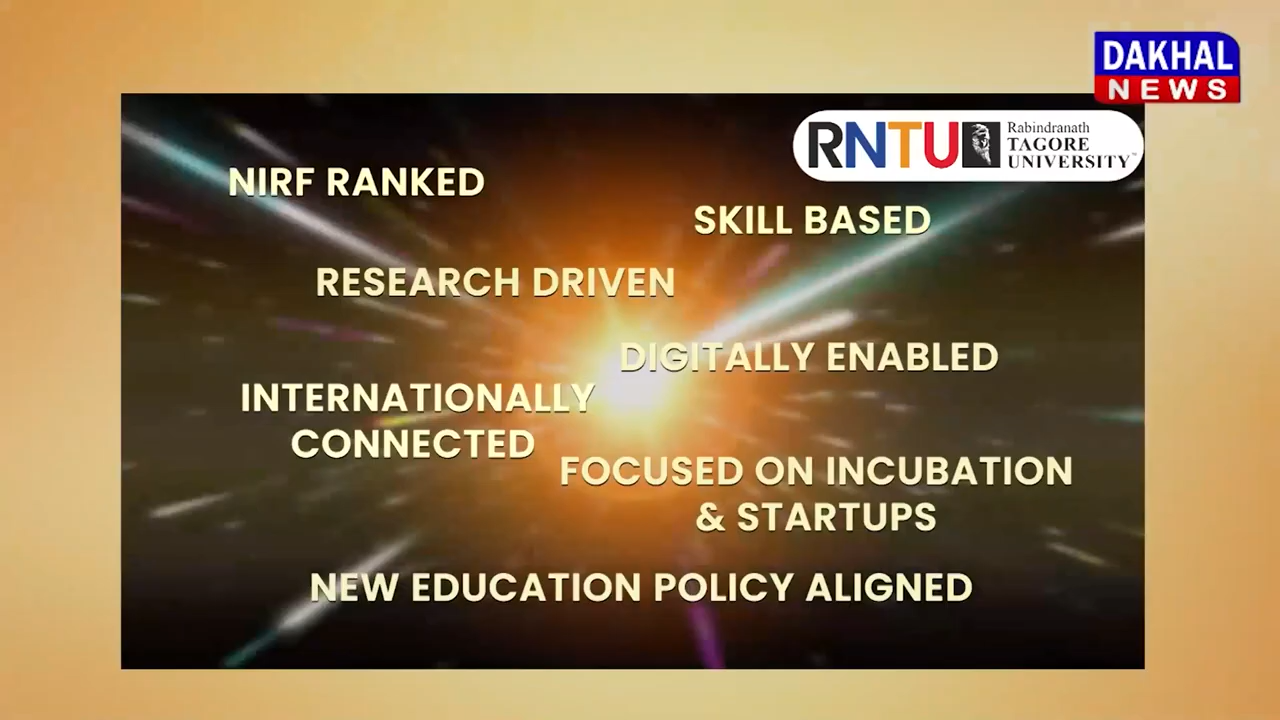 DAKHAL
NEWS
RNTU
Rabindranath
TAGORE
UNIVERSITY™
NIRF RANKED
SKILL BASED
RESEARCH DRIVEN
DIGITALLY ENABLED
INTERNATIONALLY
CONNECTED
FOCUSED ON INCUBATION
& STARTUPS
NEW EDUCATION POLICY ALIGNED